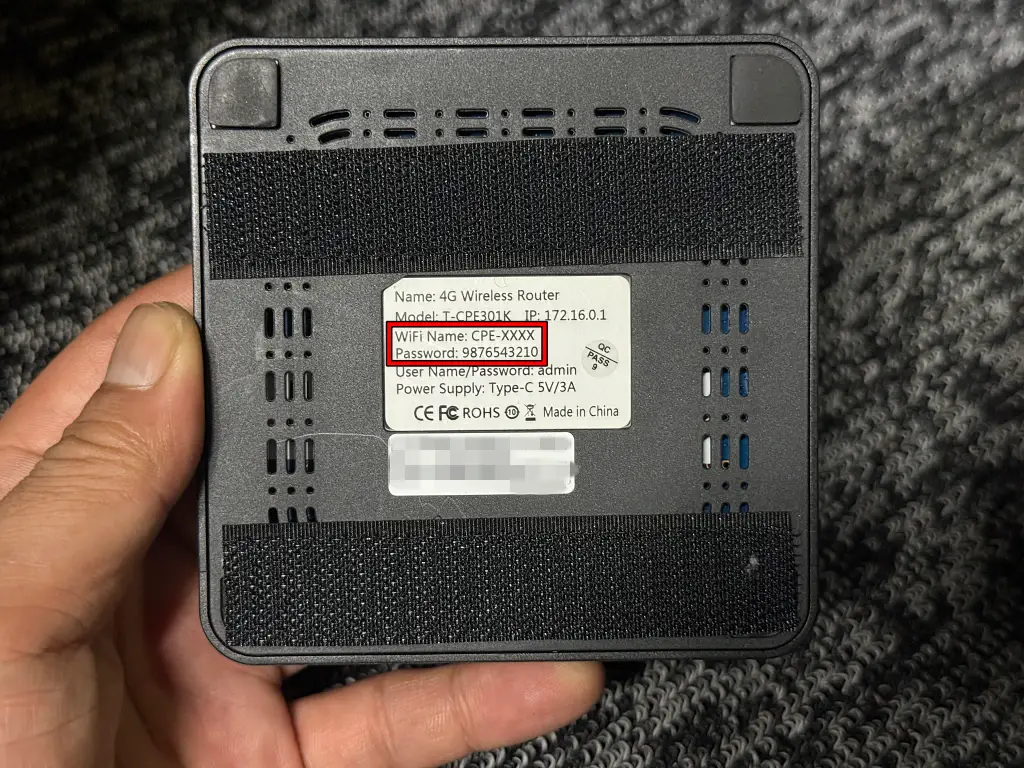 Name: 4G Wireless Router
Model: T-CPE301K IP: 172.16.0.1
WiFi Name: CPE-XXXX
Password: 9876543210
User Name/Password: admin
Power Supply: Type-C 5V/3A
QC
PASS
9
CE FC ROHS 10 Made in China